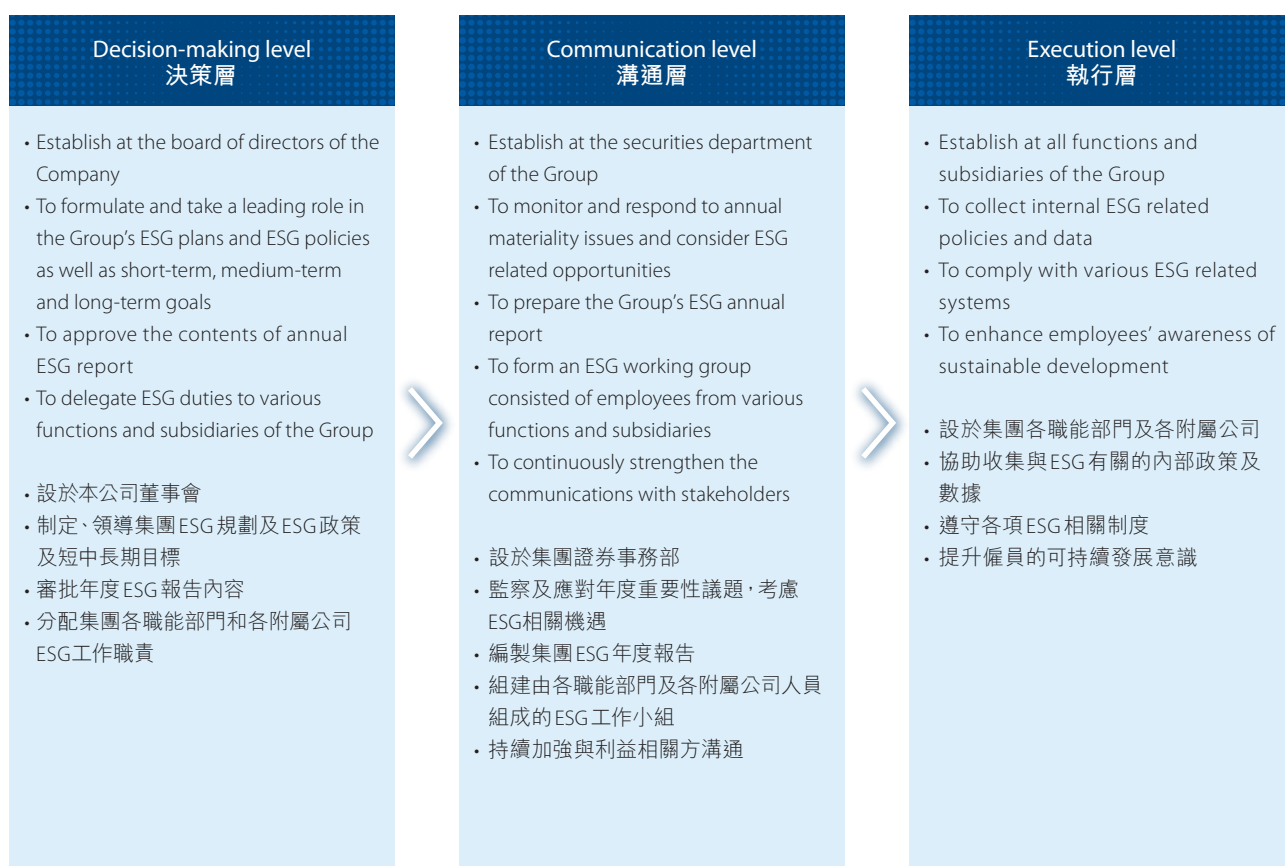 Decision-making level
決策層
• Establish at the board of directors of the
Company
• To formulate and take a leading role in
the Group's ESG plans and ESG policies
as well as short-term, medium-term
and long-term goals
• To approve the contents of annual
ESG report
• To delegate ESG duties to various
functions and subsidiaries of the Group
• 設於本公司董事會
• 制定、領導集團ESG規劃及ESG政策
及短中長期目標
• 審批年度ESG報告內容
• 分配集團各職能部門和各附屬公司
ESG工作職責
Communication level
溝通層
• Establish at the securities department
of the Group
• To monitor and respond to annual
materiality issues and consider ESG
related opportunities
• To prepare the Group's ESG annual
report
• To form an ESG working group
consisted of employees from various
functions and subsidiaries
• To continuously strengthen the
communications with stakeholders
• 設於集團證券事務部
• 監察及應對年度重要性議題，考慮
ESG相關機遇
• 編製集團ESG年度報告
• 組建由各職能部門及各附屬公司人員
組成的ESG工作小組
• 持續加強與利益相關方溝通
Execution level
執行層
• Establish at all functions and
subsidiaries of the Group
• To collect internal ESG related
policies and data
• To comply with various ESG related
systems
• To enhance employees' awareness of
sustainable development
• 設於集團各職能部門及各附屬公司
• 協助收集與ESG有關的內部政策及
數據
• 遵守各項ESG相關制度
• 提升僱員的可持續發展意識